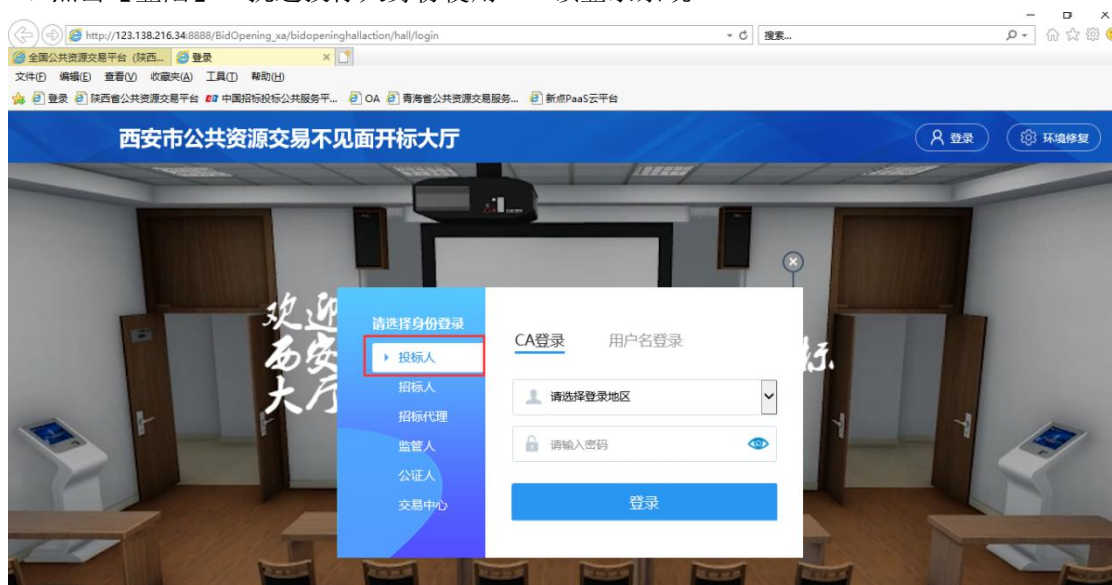 http://123.138.216.34:8888/BidOpening_xa/bidopeninghallaction/hall/login
搜索...
全国公共资源交易平台 (陕西...
登录
文件(F) 编辑(E) 查看(V) 收藏夹(A) 工具(T) 帮助(H)
登录 陕西省公共资源交易平台 中国招标投标公共服务平... OA 青海省公共资源交易服务... 新点PaaS云平台
西安市公共资源交易不见面开标大厅
登录
环境修复
欢迎
西安
大厅
标
请选择身份登录
投标人
招标人
招标代理
监管人
公证人
交易中心
CA登录 用户名登录
请选择登录地区
请输入密码
登录